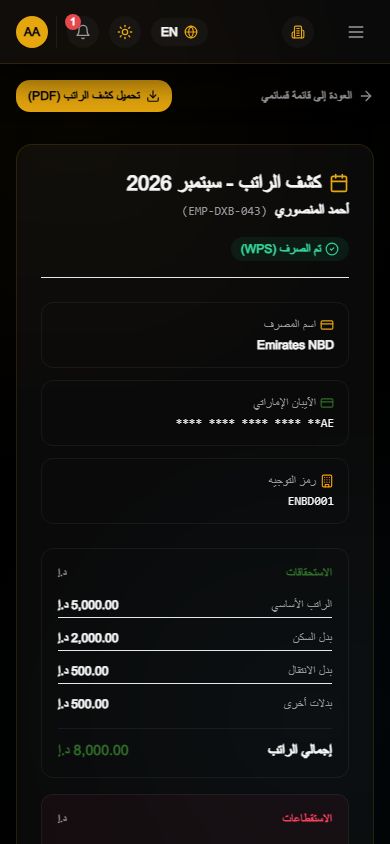 AA
1
EN
العودة إلى قائمة قسائمي
تحميل كشف الراتب (PDF)
كشف الراتب - سبتمبر 2026
أحمد المنصوري (EMP-DXB-043)
تم الصرف (WPS)
اسم المصرف
Emirates NBD
الآيبان الإماراتي
AE** **** **** **** ****
رمز التوجيه
ENBD001
الاستحقاقات د.إ
الراتب الأساسي 5,000.00 د.إ
بدل السكن 2,000.00 د.إ
بدل الانتقال 500.00 د.إ
بدلات أخرى 500.00 د.إ
إجمالي الراتب 8,000.00 د.إ
الاستقطاعات د.إ